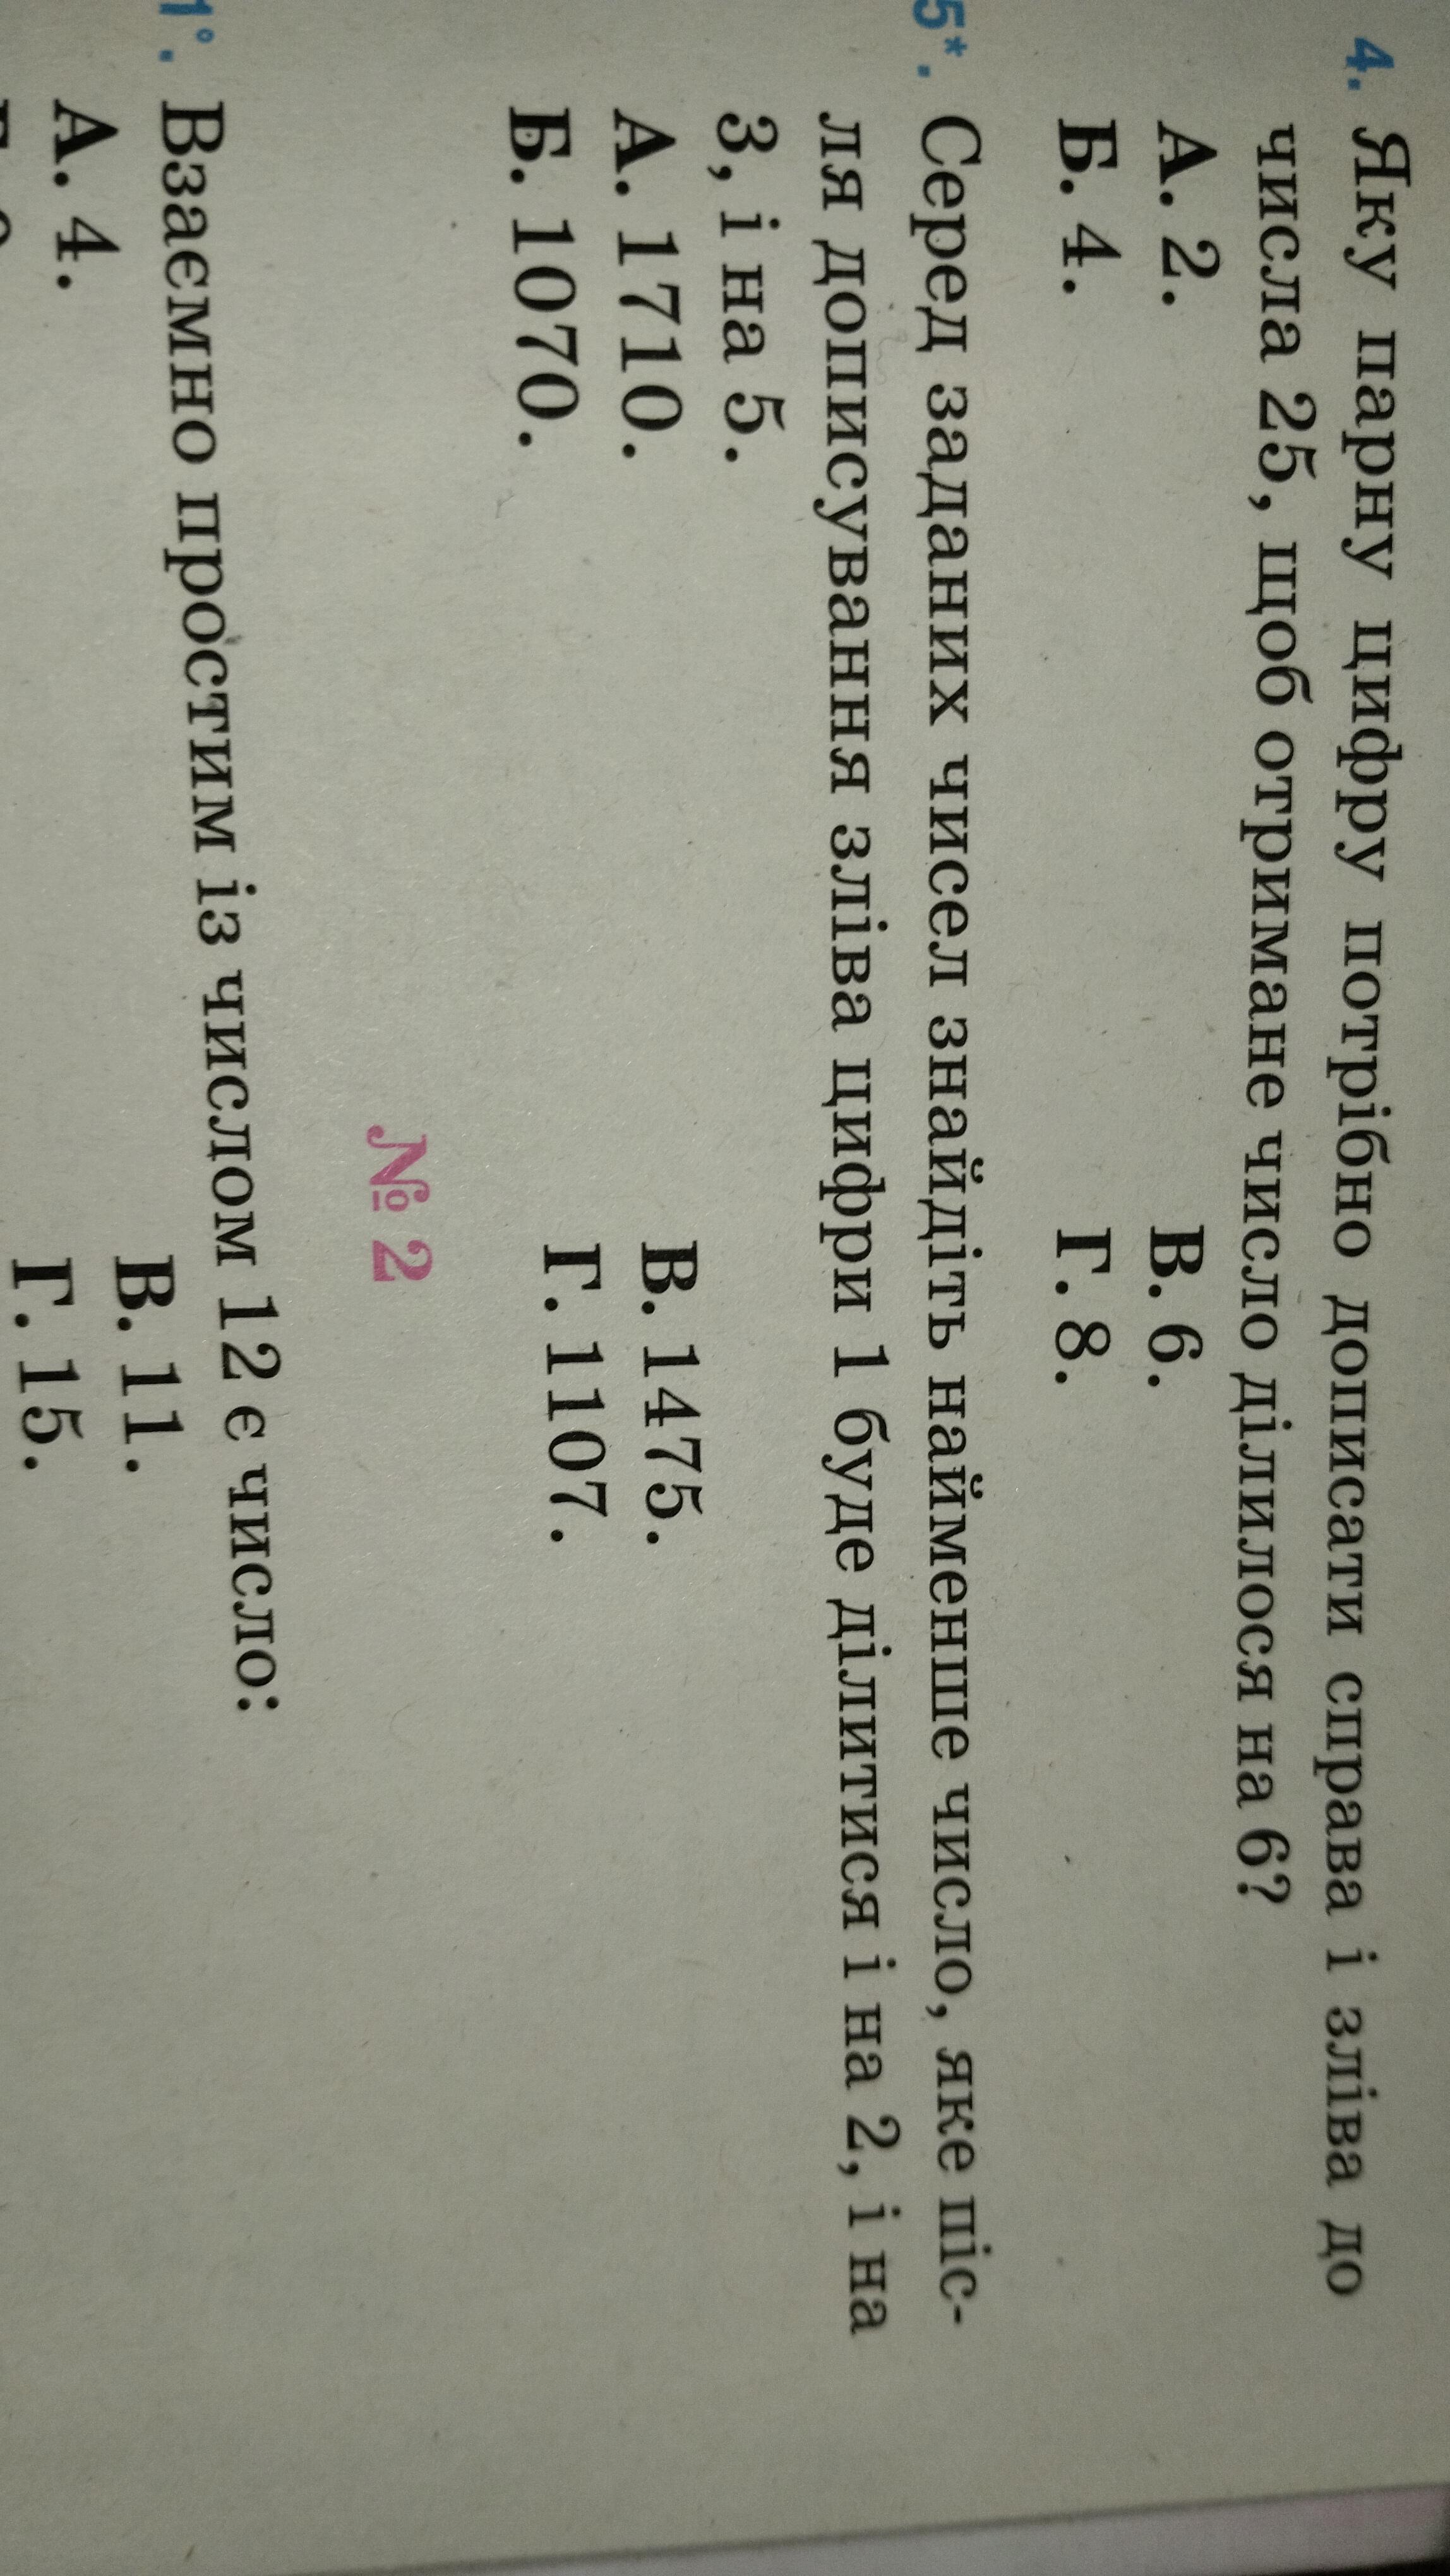 4. Яку парну цифру потрібно дописати справа і зліва до
числа 25, щоб отримане число ділилося на 6?
А. 2. В. 6.
Б. 4. Г. 8.
5*. Серед заданих чисел знайдіть найменше число, яке піс-
ля дописування зліва цифри 1 буде ділитися і на 2, і на
3, і на 5.
А. 1710. В. 1475.
Б. 1070. Г. 1107.
№ 2
1°. Взаємно простим із числом 12 є число:
А. 4. В. 11.
Г. 15.